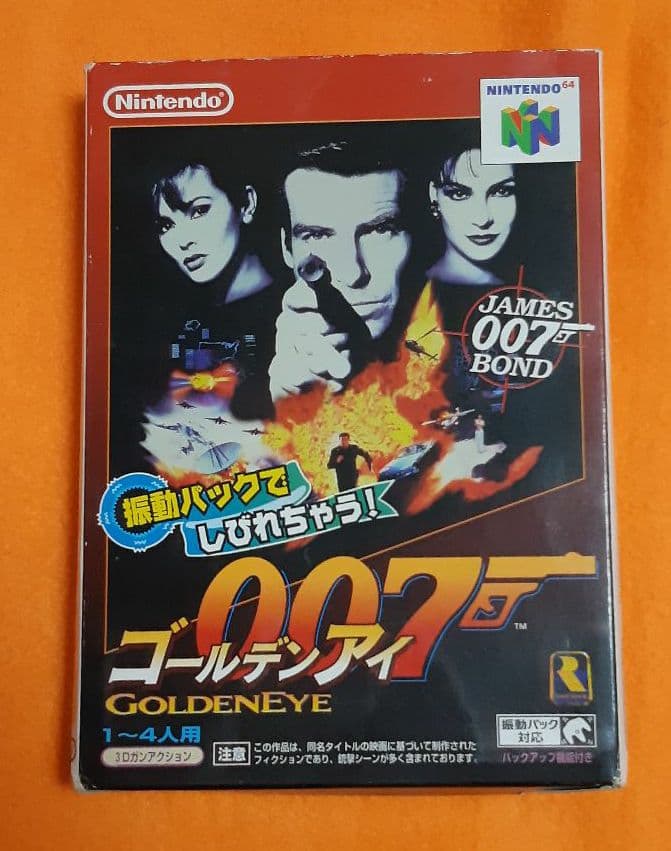 Nintendo
NINTENDO 64
JAMES
007
BOND
振動パックで
しびれちゃう!
007
TM
ゴールデンアイ
GOLDENEYE
1〜4人用
3Dガンアクション
注意
この作品は、同名タイトルの映画に基づいて制作された
フィクションであり、銃撃シーンが多く含まれております。
振動パック
対応
バックアップ機能付き